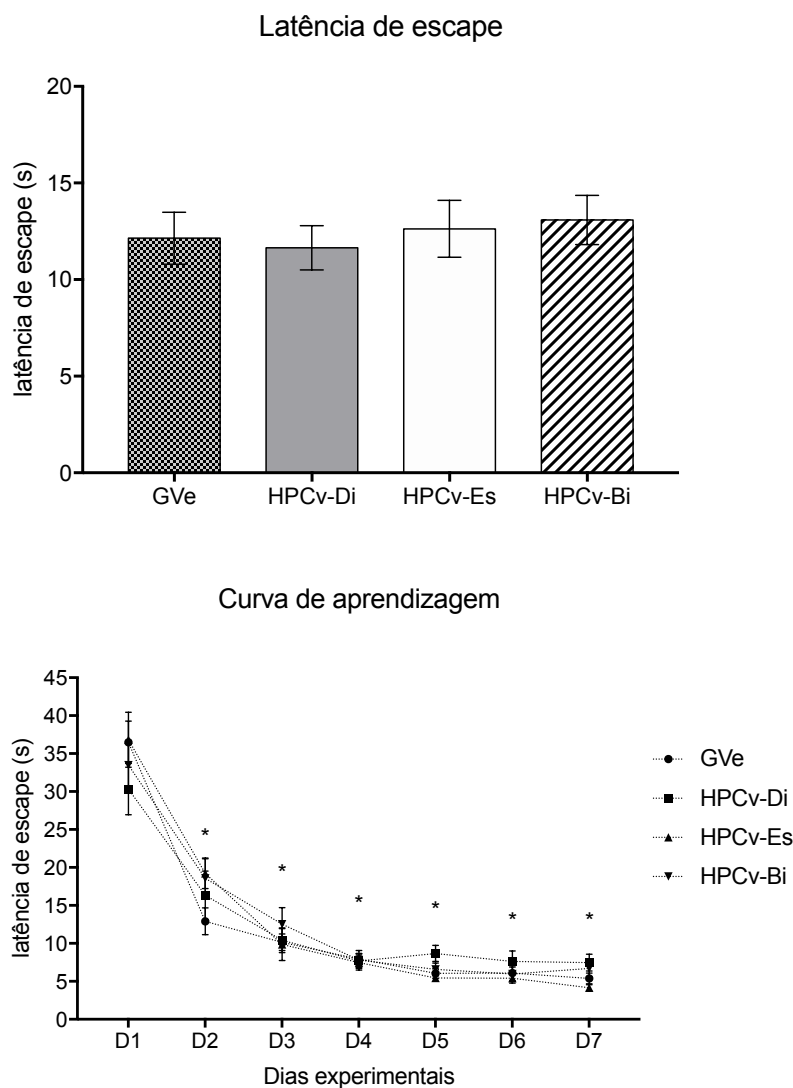 Latência de escape
latência de escape (s)
20
15
10
5
0
GVe HPCv-Di HPCv-Es HPCv-Bi
Curva de aprendizagem
latência de escape (s)
45
40
35
30
25
20
15
10
5
0
* * * * * *
D1 D2 D3 D4 D5 D6 D7
Dias experimentais
GVe
HPCv-Di
HPCv-Es
HPCv-Bi